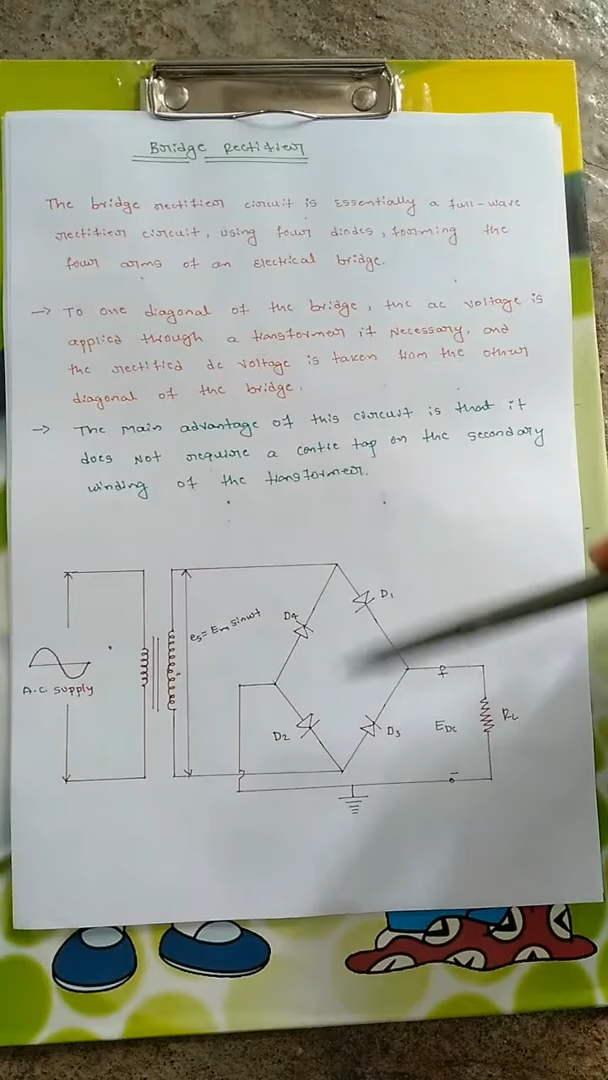 Bridge Rectifier
The bridge rectifier circuit is essentially a full-wave
rectifier circuit, using four diodes, forming the
four arms of an electrical bridge.
→ To one diagonal of the bridge, the ac voltage is
applied through a transformer if necessary, and
the rectified dc voltage is taken from the other
diagonal of the bridge.
→ The main advantage of this circuit is that it
does not require a centre tap on the secondary
winding of the transformer.
D4
es = Em sinωt
D1
A.C. supply
+
D2
D3
EDC
RL
-